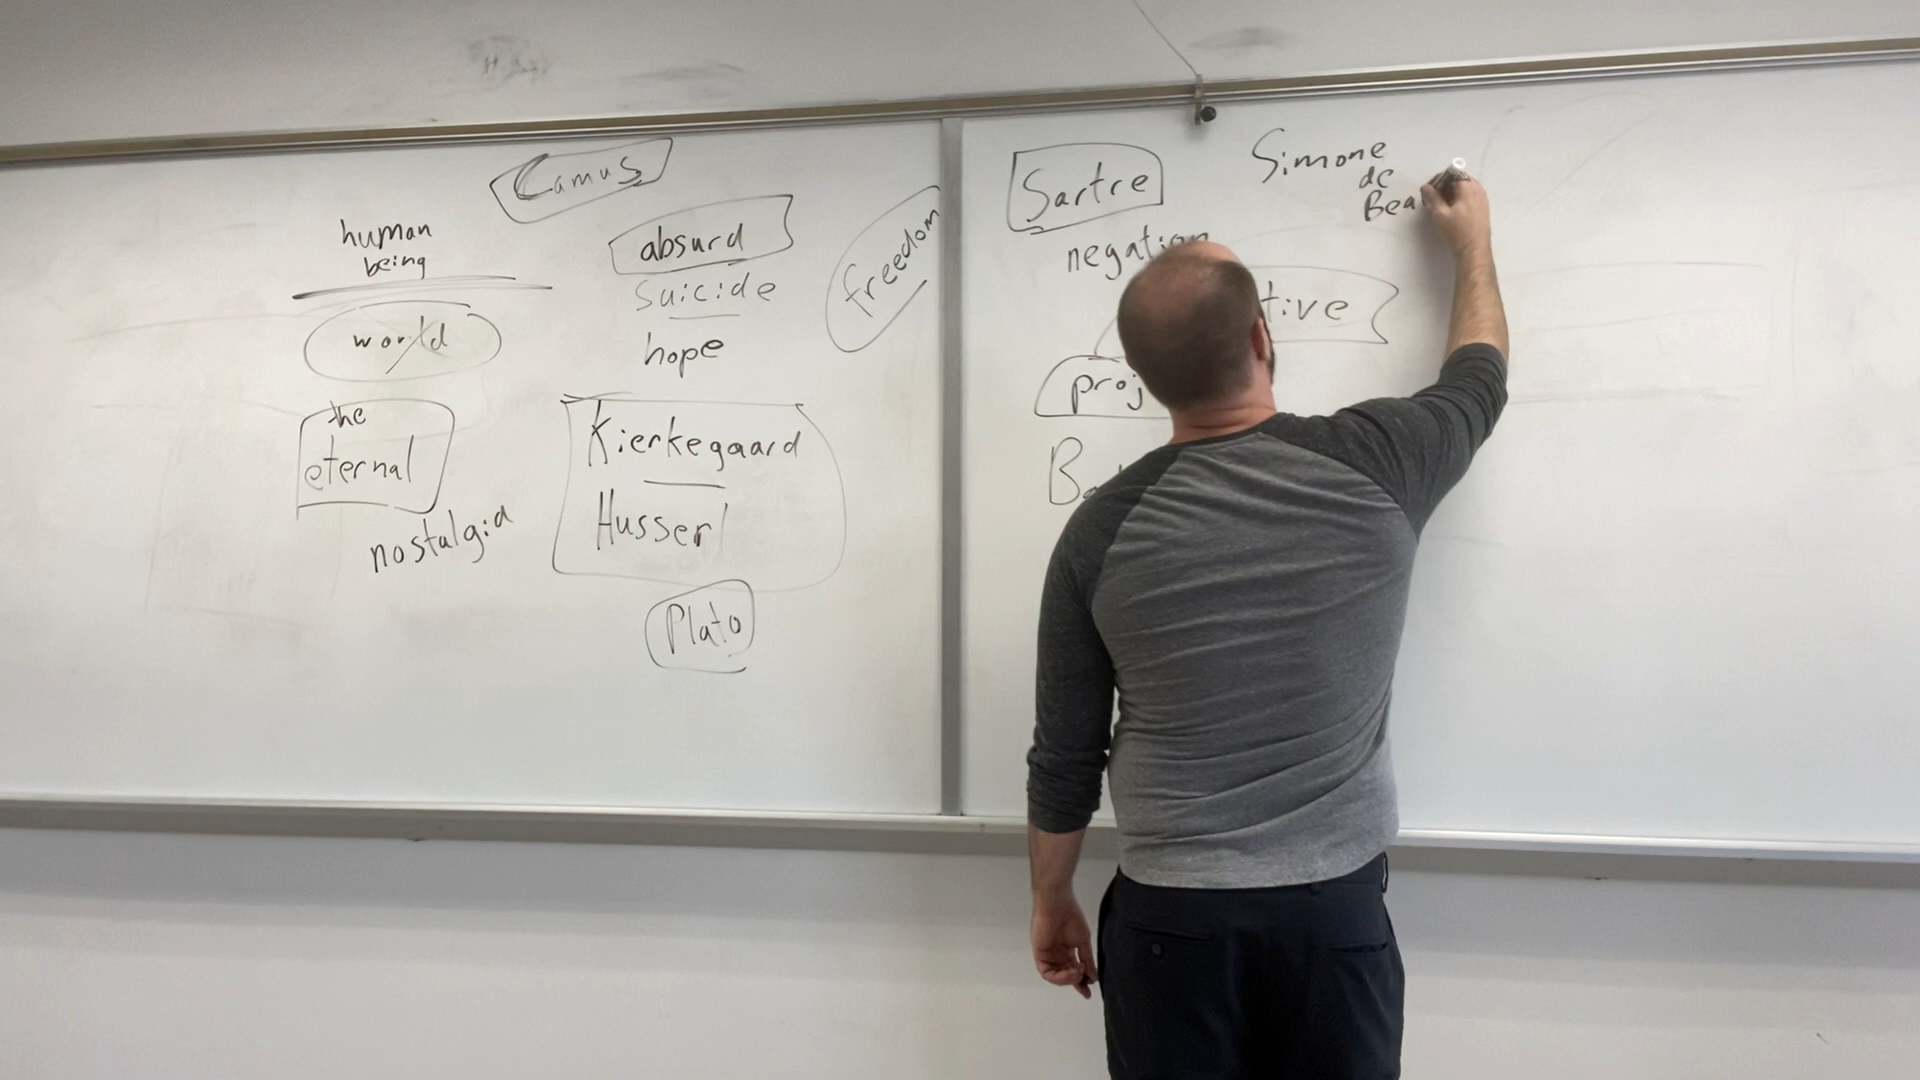 Camus
human
being
world
the
eternal
nostalgia
absurd
suicide
hope
Kierkegaard
Husserl
Plato
freedom
Sartre
negation
tive
proj
Simone
de
Bea